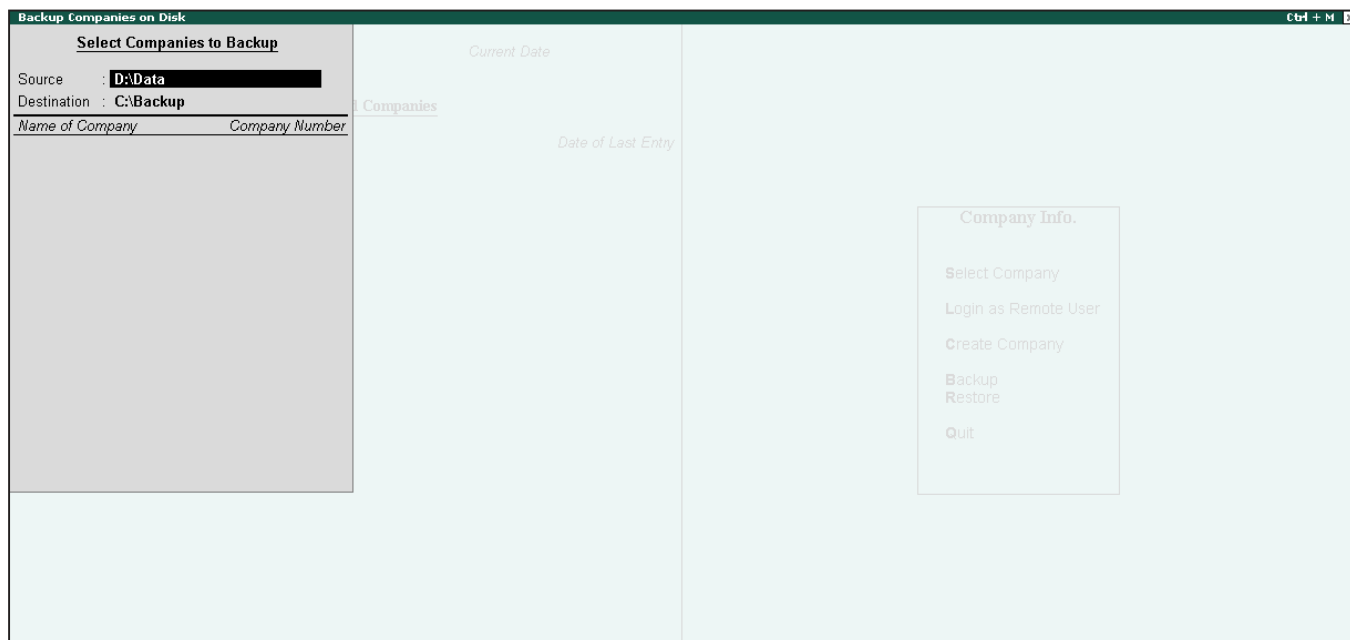 Backup Companies on Disk Ctrl + M
Select Companies to Backup
Source : D:\Data
Destination : C:\Backup
Name of Company Company Number
Current Date
Companies
Date of Last Entry
Company Info.
Select Company
Login as Remote User
Create Company
Backup
Restore
Quit